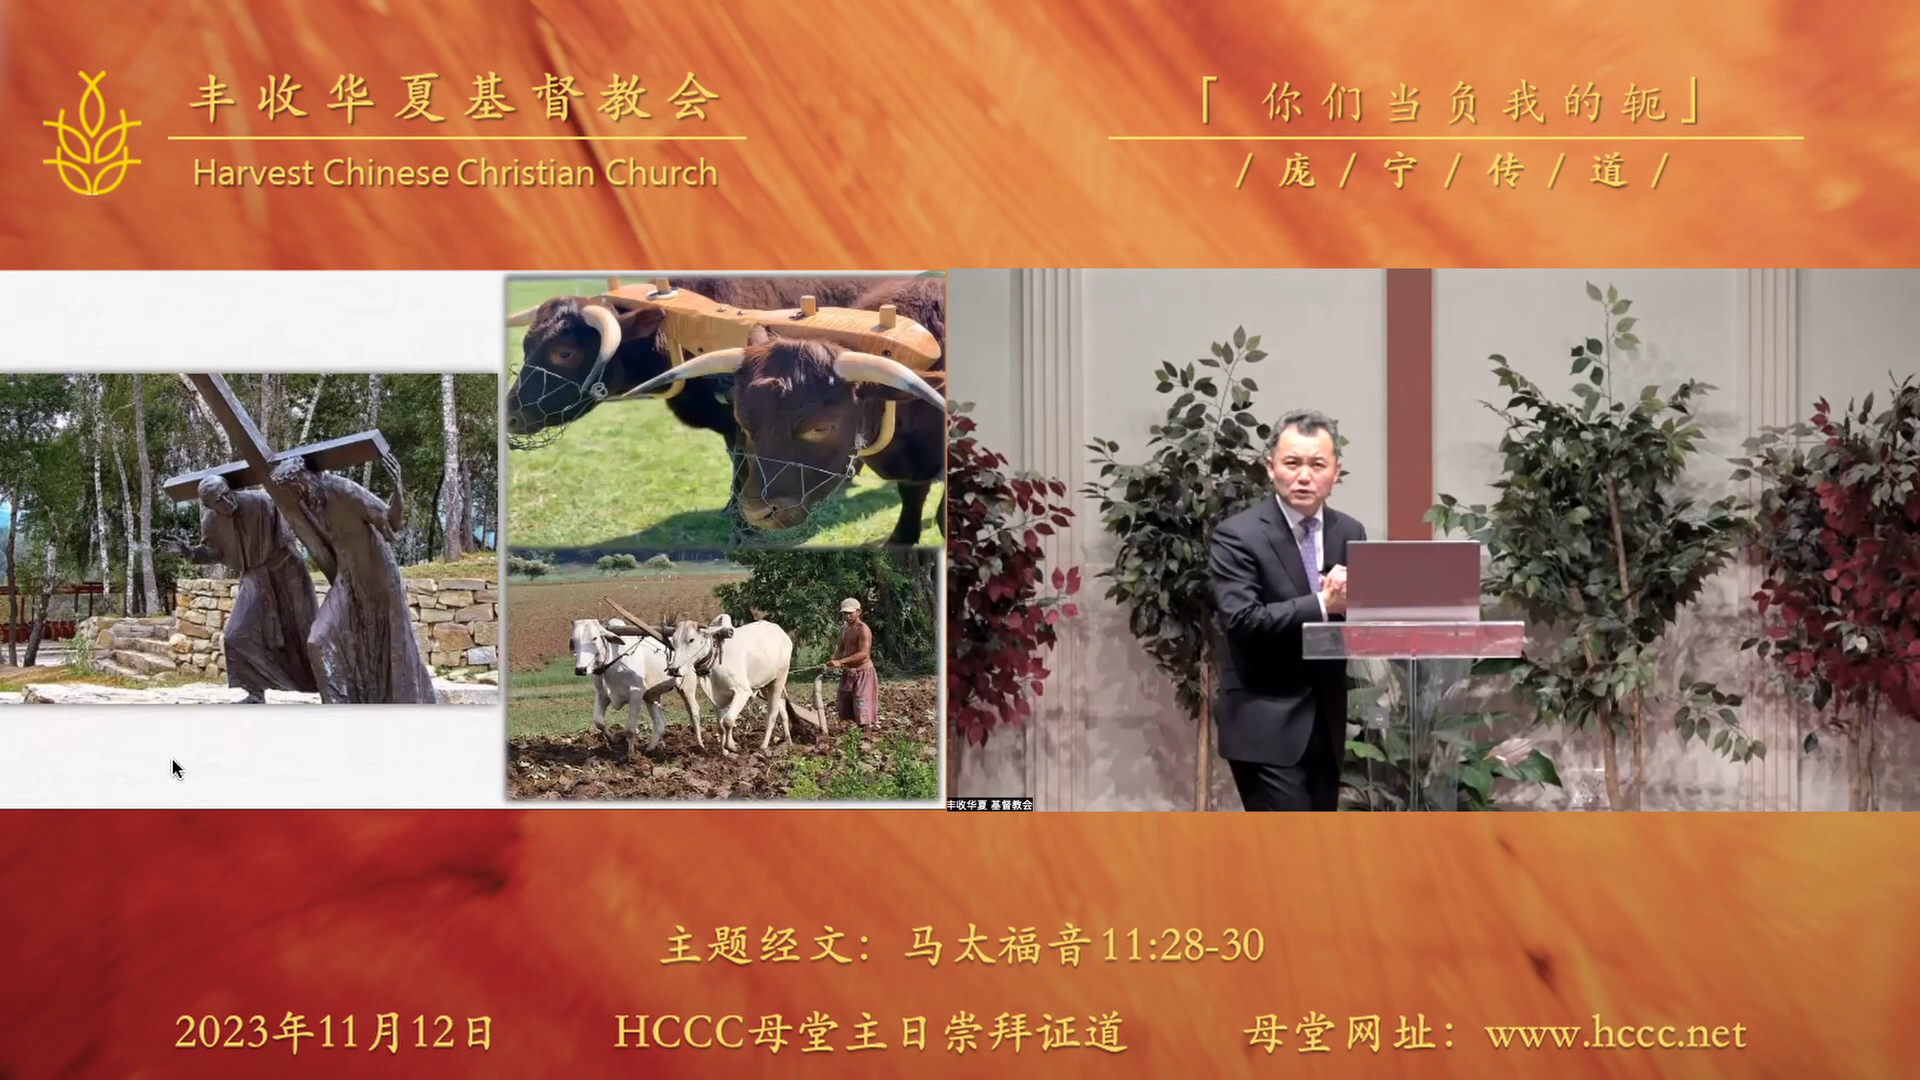 丰收华夏基督教会
Harvest Chinese Christian Church
「 你们当负我的轭」
/ 庞 / 宁 / 传 / 道 /
丰收华夏 基督教会
主题经文：马太福音11:28-30
2023年11月12日
HCCC母堂主日崇拜证道
母堂网址：www.hccc.net